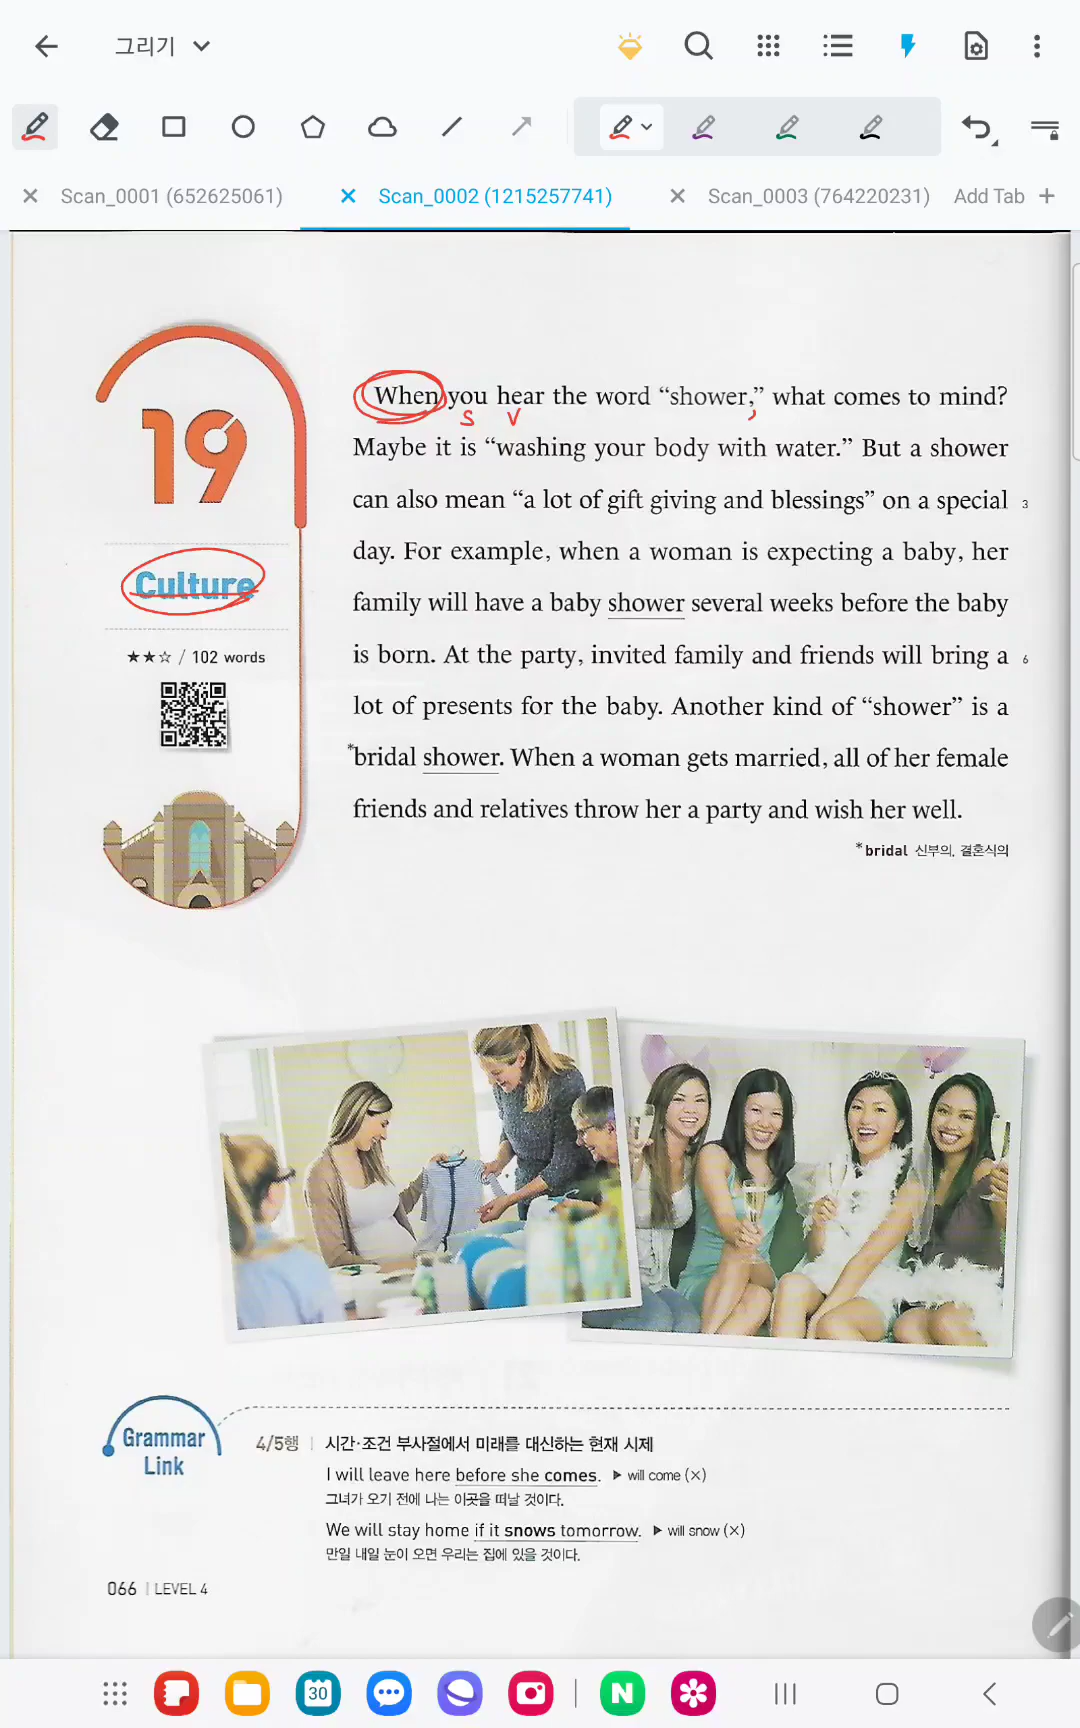 그리기
Scan_0001 (652625061)
Scan_0002 (1215257741)
Scan_0003 (764220231)
Add Tab
19
Culture
★★☆ / 102 words
When you hear the word “shower,” what comes to mind?
S V
Maybe it is “washing your body with water.” But a shower
can also mean “a lot of gift giving and blessings” on a special 3
day. For example, when a woman is expecting a baby, her
family will have a baby shower several weeks before the baby
is born. At the party, invited family and friends will bring a 6
lot of presents for the baby. Another kind of “shower” is a
*bridal shower. When a woman gets married, all of her female
friends and relatives throw her a party and wish her well.
*bridal 신부의, 결혼식의
Grammar
Link
4/5행 | 시간·조건 부사절에서 미래를 대신하는 현재 시제
I will leave here before she comes. ▶ will come (×)
그녀가 오기 전에 나는 이곳을 떠날 것이다.
We will stay home if it snows tomorrow. ▶ will snow (×)
만일 내일 눈이 오면 우리는 집에 있을 것이다.
066 | LEVEL 4
30
N